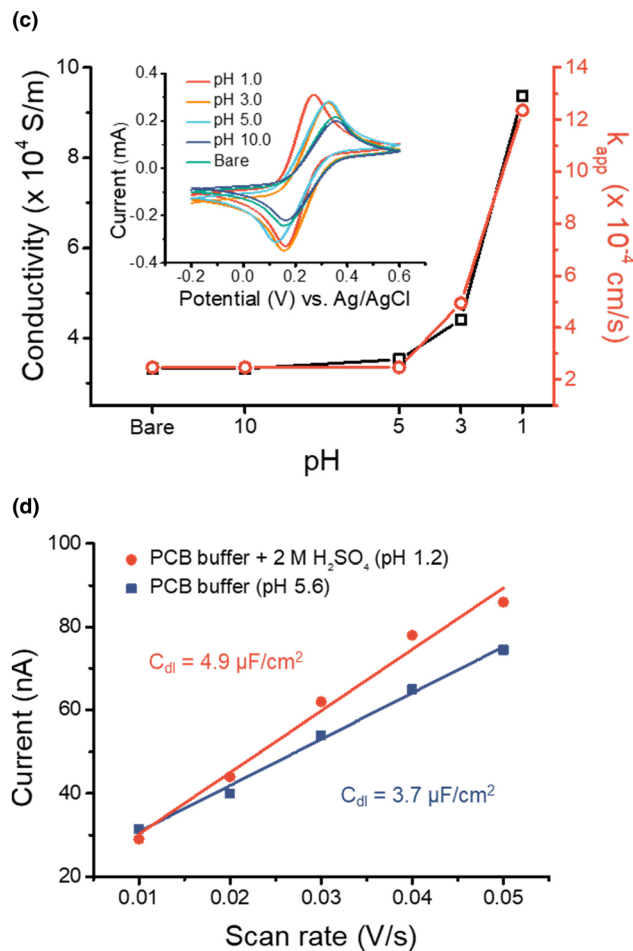 (c)
Conductivity (x 10⁴ S/m)
10
8
6
4
0.4
0.2
0.0
-0.2
-0.4
Current (mA)
pH 1.0
pH 3.0
pH 5.0
pH 10.0
Bare
-0.2 0.0 0.2 0.4 0.6
Potential (V) vs. Ag/AgCl
14
12
10
8
6
4
2
k_app (x 10⁻⁴ cm/s)
Bare 10 5 3 1
pH
(d)
Current (nA)
100
80
60
40
20
PCB buffer + 2 M H₂SO₄ (pH 1.2)
PCB buffer (pH 5.6)
C_dl = 4.9 µF/cm²
C_dl = 3.7 µF/cm²
0.01 0.02 0.03 0.04 0.05
Scan rate (V/s)